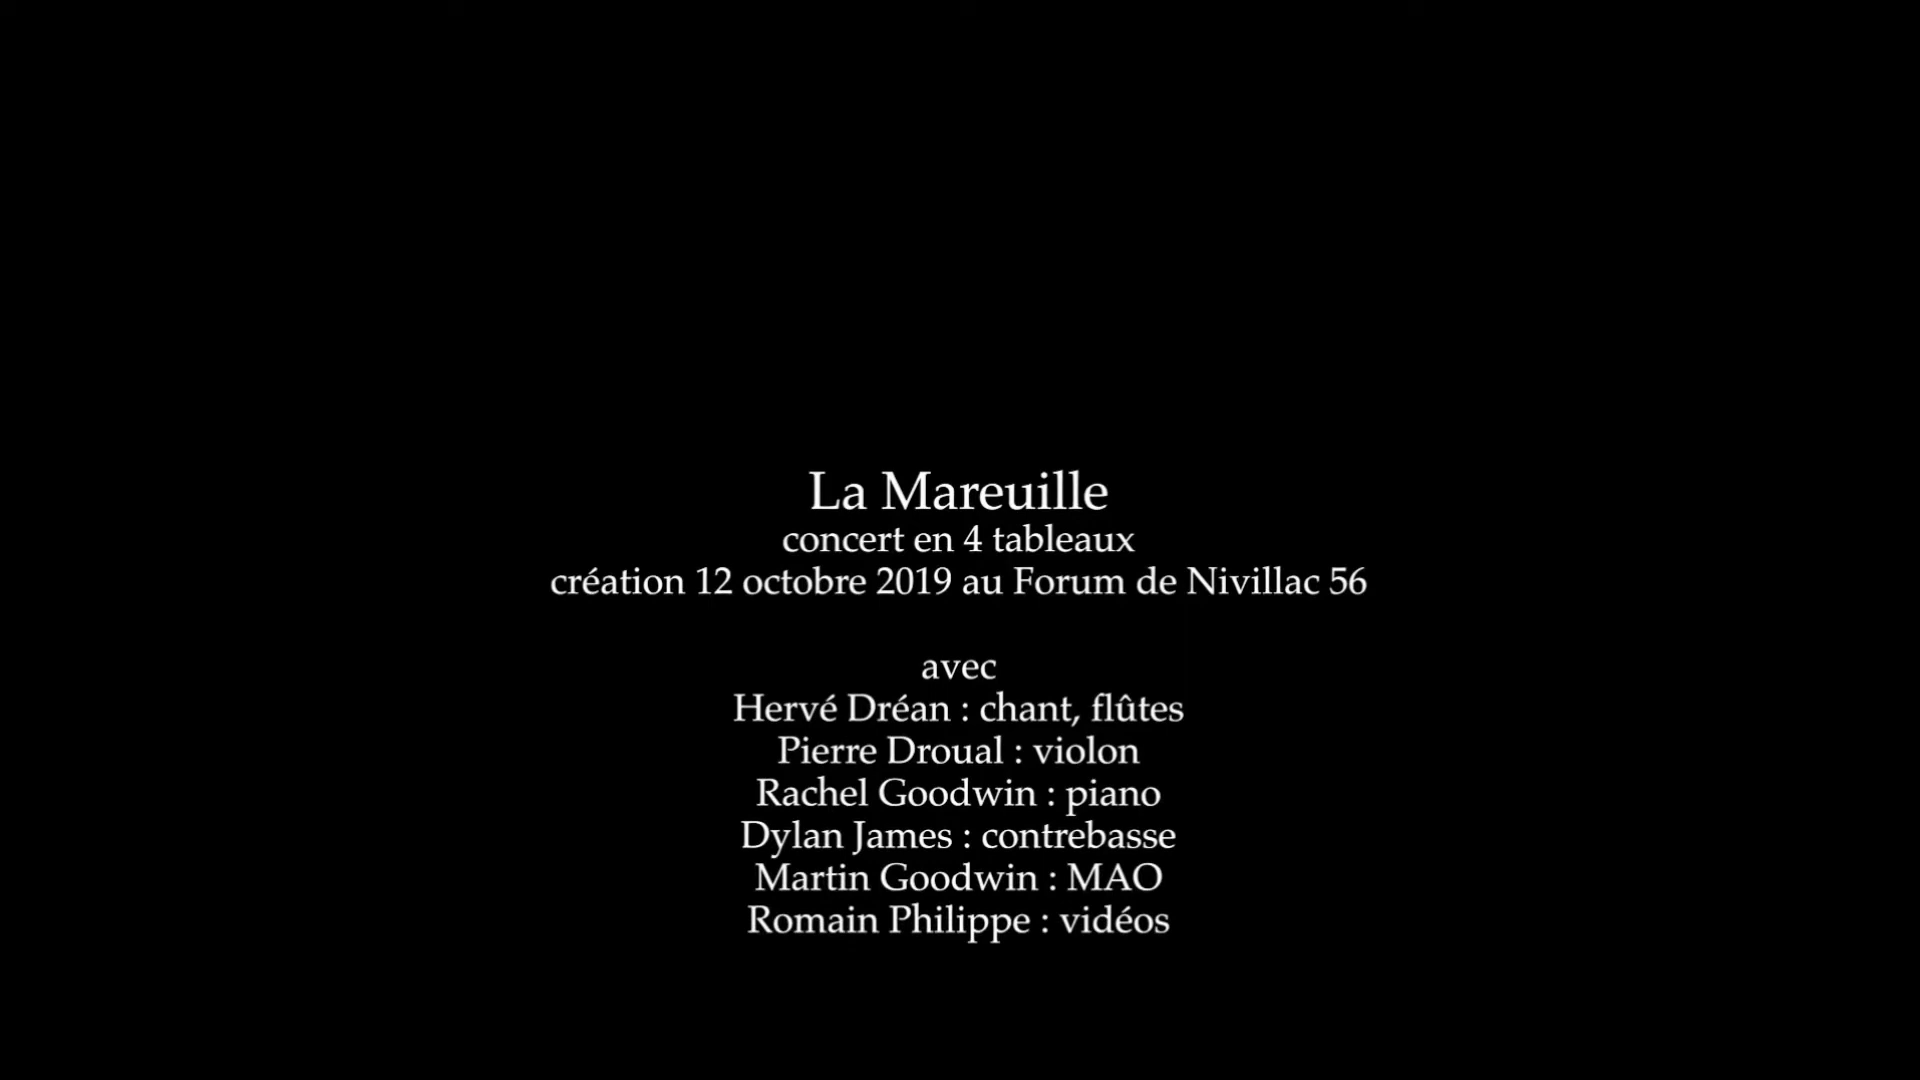 La Mareuille
concert en 4 tableaux
création 12 octobre 2019 au Forum de Nivillac 56
avec
Hervé Dréan : chant, flûtes
Pierre Droual : violon
Rachel Goodwin : piano
Dylan James : contrebasse
Martin Goodwin : MAO
Romain Philippe : vidéos